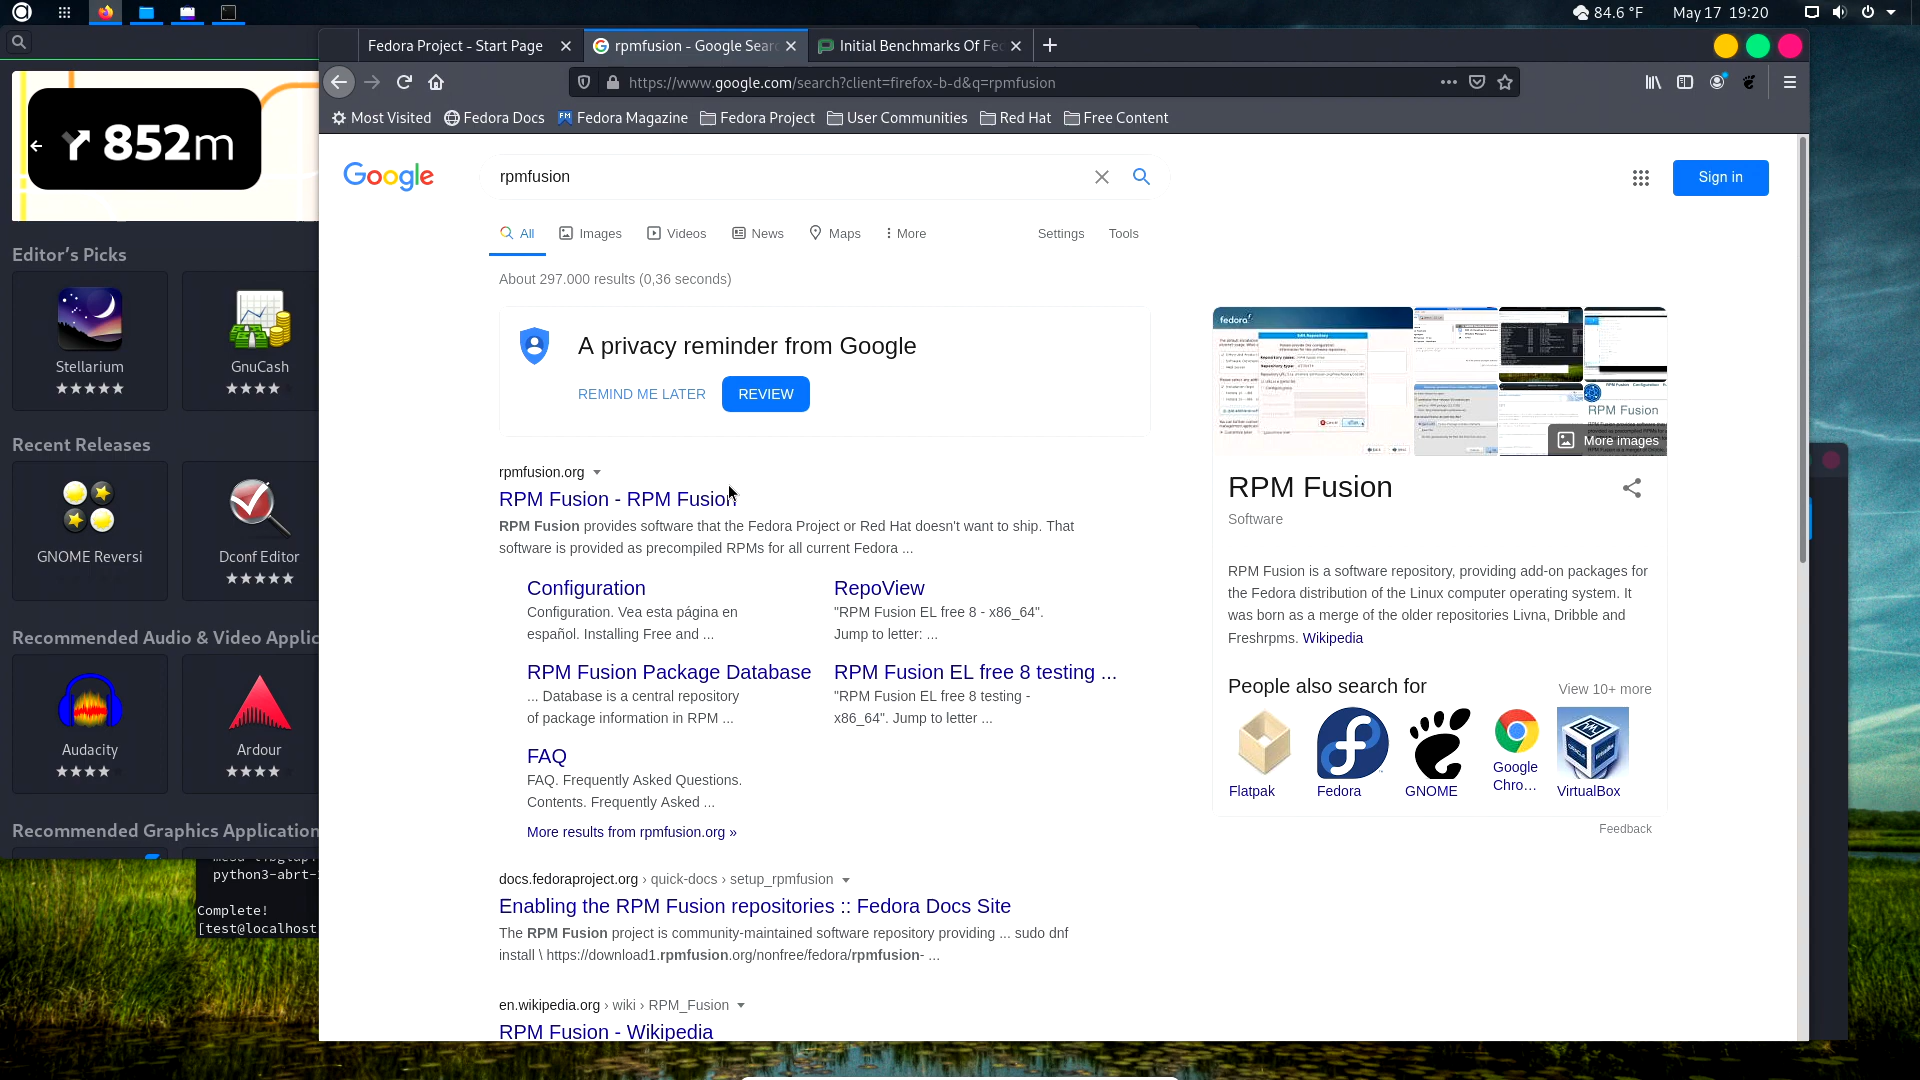 84.6 °F
May 17 19:20
Fedora Project - Start Page
rpmfusion - Google Sear
Initial Benchmarks Of Fe
https://www.google.com/search?client=firefox-b-d&q=rpmfusion
Most Visited
Fedora Docs
Fedora Magazine
Fedora Project
User Communities
Red Hat
Free Content
852m
Editor's Picks
Stellarium
★★★★★
GnuCash
★★★★
Recent Releases
GNOME Reversi
Dconf Editor
★★★★★
Recommended Audio & Video Applic
Audacity
★★★★
Ardour
★★★★
Recommended Graphics Application
python3-abrt-
Complete!
[test@localhost
Google
rpmfusion
Sign in
All
Images
Videos
News
Maps
More
Settings
Tools
About 297.000 results (0,36 seconds)
A privacy reminder from Google
REMIND ME LATER
REVIEW
rpmfusion.org
RPM Fusion - RPM Fusion
RPM Fusion provides software that the Fedora Project or Red Hat doesn't want to ship. That
software is provided as precompiled RPMs for all current Fedora ...
Configuration
Configuration. Vea esta página en
español. Installing Free and ...
RepoView
"RPM Fusion EL free 8 - x86_64".
Jump to letter: ...
RPM Fusion Package Database
... Database is a central repository
of package information in RPM ...
RPM Fusion EL free 8 testing ...
"RPM Fusion EL free 8 testing -
x86_64". Jump to letter ...
FAQ
FAQ. Frequently Asked Questions.
Contents. Frequently Asked ...
More results from rpmfusion.org »
docs.fedoraproject.org › quick-docs › setup_rpmfusion
Enabling the RPM Fusion repositories :: Fedora Docs Site
The RPM Fusion project is community-maintained software repository providing ... sudo dnf
install \ https://download1.rpmfusion.org/nonfree/fedora/rpmfusion- ...
en.wikipedia.org › wiki › RPM_Fusion
RPM Fusion - Wikipedia
fedora
RPM Fusion
More images
RPM Fusion
Software
RPM Fusion is a software repository, providing add-on packages for
the Fedora distribution of the Linux computer operating system. It
was born as a merge of the older repositories Livna, Dribble and
Freshrpms. Wikipedia
People also search for
View 10+ more
Flatpak
Fedora
GNOME
Google
Chro...
VirtualBox
Feedback